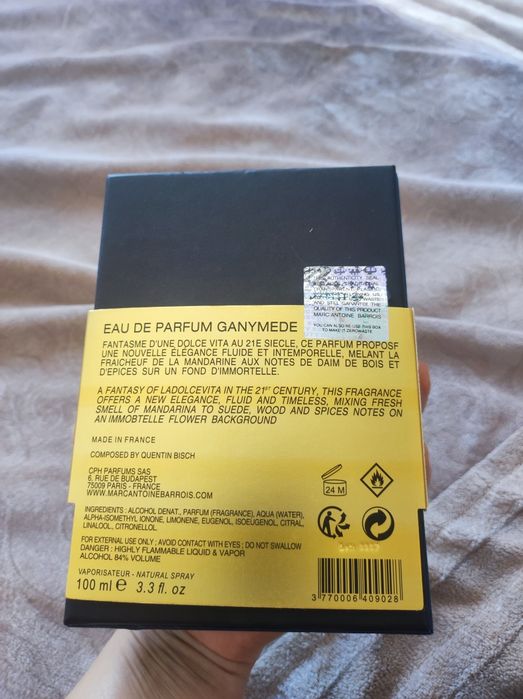 AUTHENTICITY SEAL
AND STILL GARANTEE THE
QUALITY OF THIS PRODUCT
MARC-ANTOINE BARROIS
YOU CAN ALSO RE USE THIS BOX
TO MAKE IT ZEROWASTE
EAU DE PARFUM GANYMEDE
FANTASME D'UNE DOLCE VITA AU 21E SIECLE, CE PARFUM PROPOSE
UNE NOUVELLE ÉLÉGANCE FLUIDE ET INTEMPORELLE, MELANT LA
FRAICHEUR DE LA MANDARINE AUX NOTES DE DAIM DE BOIS ET
D'EPICES SUR UN FOND D'IMMORTELLE.
A FANTASY OF LADOLCEVITA IN THE 21ST CENTURY, THIS FRAGRANCE
OFFERS A NEW ELEGANCE, FLUID AND TIMELESS, MIXING FRESH
SMELL OF MANDARINA TO SUEDE, WOOD AND SPICES NOTES ON
AN IMMOBTELLE FLOWER BACKGROUND
MADE IN FRANCE
COMPOSED BY QUENTIN BISCH
CPH PARFUMS SAS
6, RUE DE BUDAPEST
75009 PARIS - FRANCE
WWW.MARCANTOINEBARROIS.COM
24 M
INGREDIENTS : ALCOHOL DENAT., PARFUM (FRAGRANCE), AQUA (WATER),
ALPHA-ISOMETHYL IONONE, LIMONENE, EUGENOL, ISOEUGENOL, CITRAL,
LINALOOL, CITRONELLOL
FOR EXTERNAL USE ONLY ; AVOID CONTACT WITH EYES ; DO NOT SWALLOW
DANGER : HIGHLY FLAMMABLE LIQUID & VAPOR
ALCOHOL 84% VOLUME
VAPORISATEUR - NATURAL SPRAY
100 ml e 3.3 fl. oz
3 770006 409028